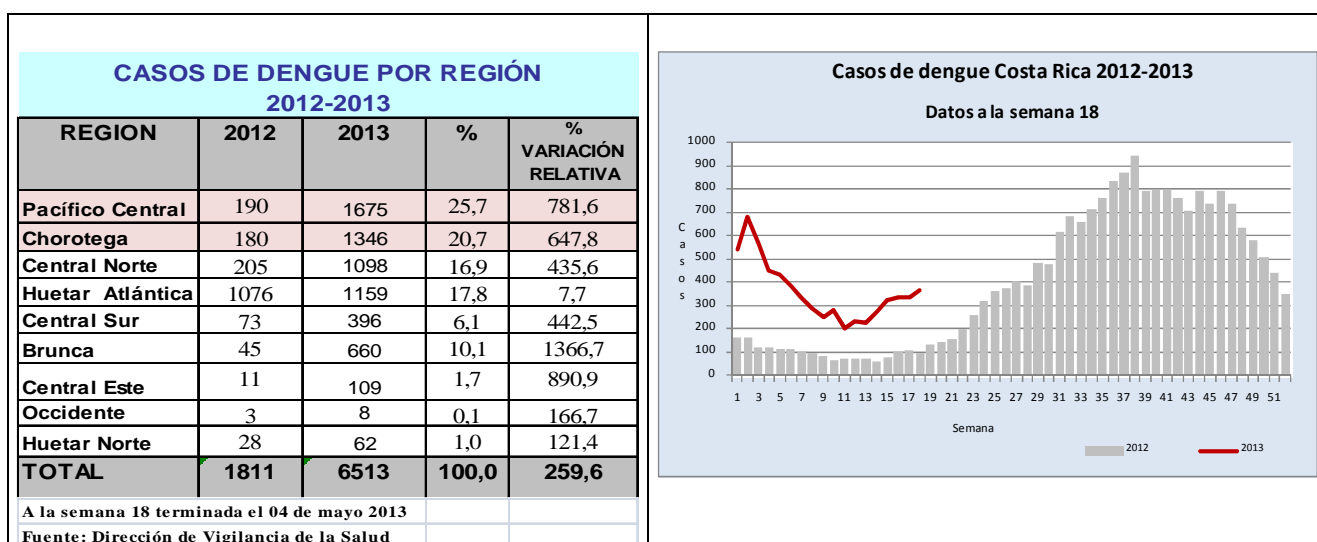 CASOS DE DENGUE POR REGIÓN
2012-2013
REGION 2012 2013 % % VARIACIÓN RELATIVA
Pacífico Central 190 1675 25,7 781,6
Chorotega 180 1346 20,7 647,8
Central Norte 205 1098 16,9 435,6
Huetar Atlántica 1076 1159 17,8 7,7
Central Sur 73 396 6,1 442,5
Brunca 45 660 10,1 1366,7
Central Este 11 109 1,7 890,9
Occidente 3 8 0,1 166,7
Huetar Norte 28 62 1,0 121,4
TOTAL 1811 6513 100,0 259,6
A la semana 18 terminada el 04 de mayo 2013
Fuente: Dirección de Vigilancia de la Salud
Casos de dengue Costa Rica 2012-2013
Datos a la semana 18
1000
900
800
700
600
500
400
300
200
100
0
Casos
1 3 5 7 9 11 13 15 17 19 21 23 25 27 29 31 33 35 37 39 41 43 45 47 49 51
Semana
2012 2013